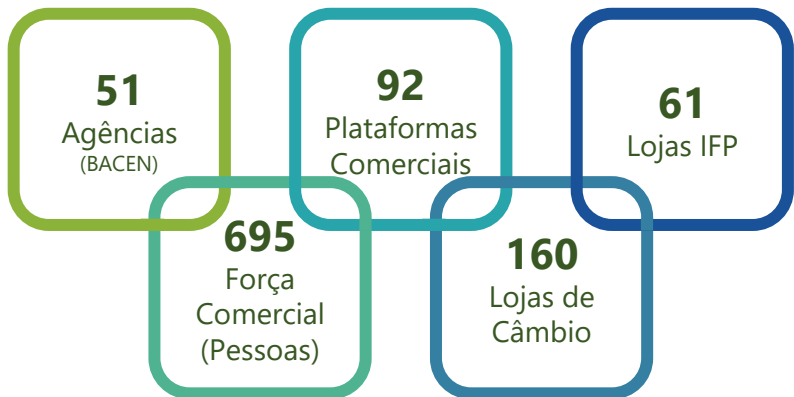 51
Agências
(BACEN)
92
Plataformas
Comerciais
61
Lojas IFP
695
Força
Comercial
(Pessoas)
160
Lojas de
Câmbio